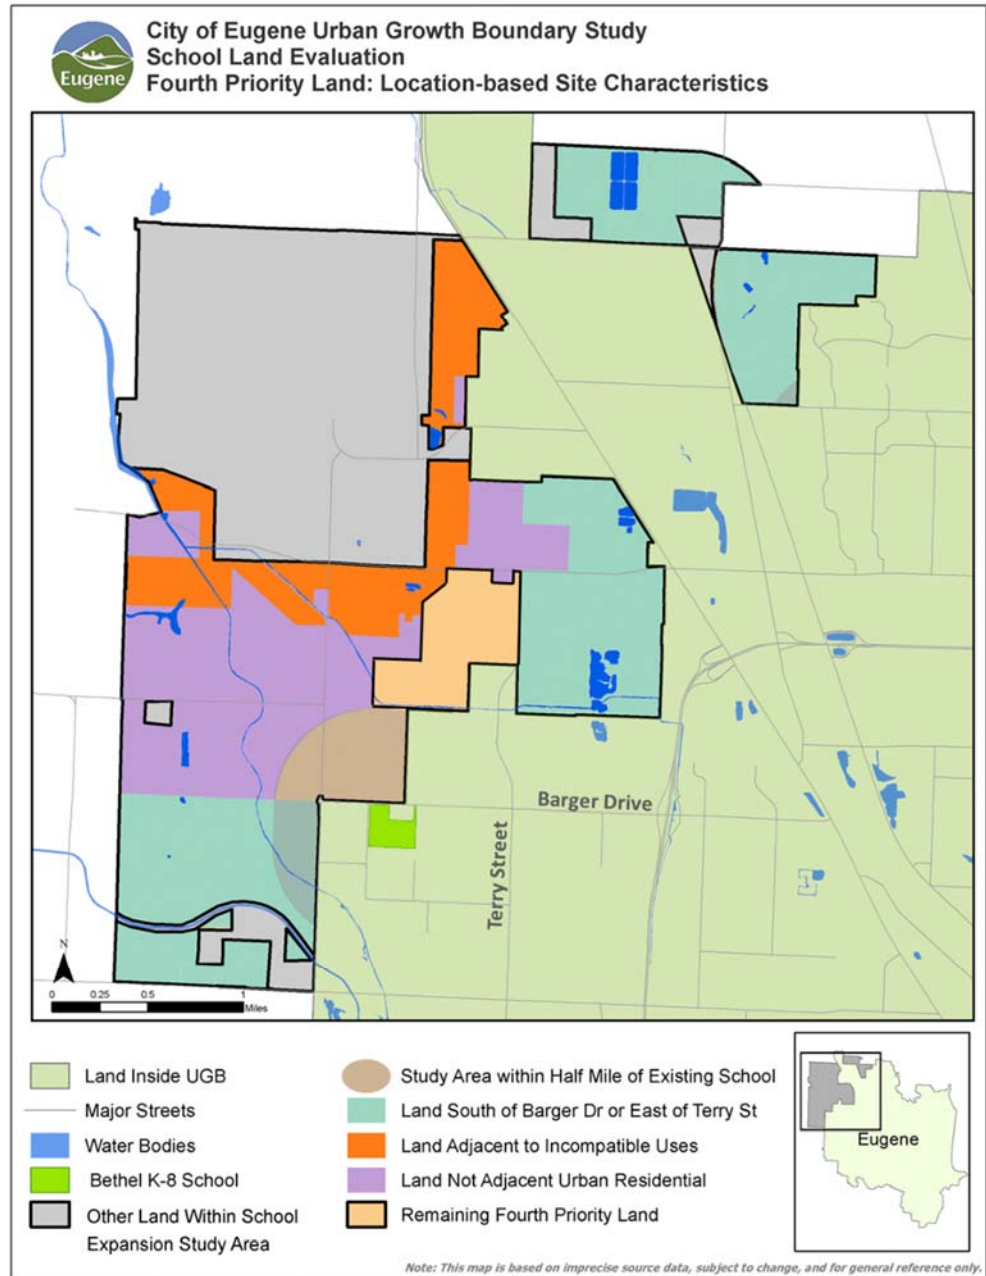 City of Eugene Urban Growth Boundary Study
School Land Evaluation
Fourth Priority Land: Location-based Site Characteristics
Eugene
Barger Drive
Terry Street
N
0 0.25 0.5 1
Miles
Land Inside UGB
Major Streets
Water Bodies
Bethel K-8 School
Other Land Within School
Expansion Study Area
Study Area within Half Mile of Existing School
Land South of Barger Dr or East of Terry St
Land Adjacent to Incompatible Uses
Land Not Adjacent Urban Residential
Remaining Fourth Priority Land
Eugene
Note: This map is based on imprecise source data, subject to change, and for general reference only.